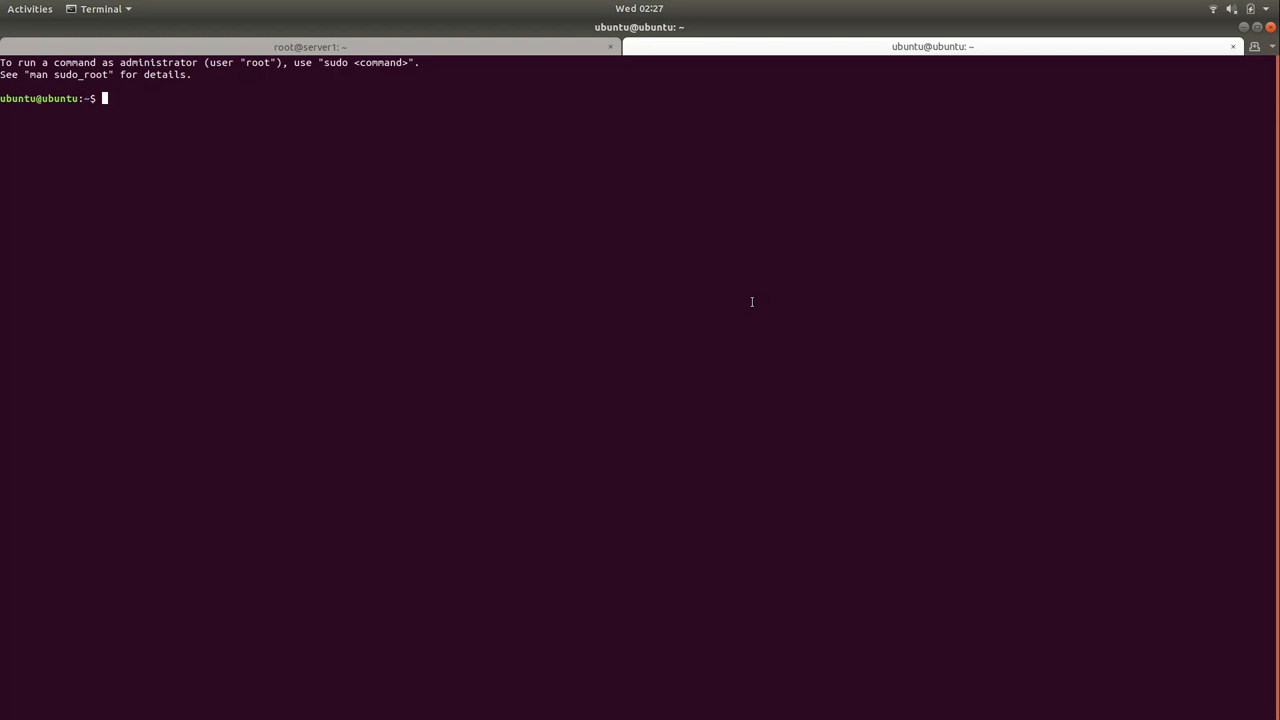 Activities Terminal Wed 02:27
ubuntu@ubuntu: ~
root@server1: ~ ubuntu@ubuntu: ~
To run a command as administrator (user "root"), use "sudo <command>".
See "man sudo_root" for details.
ubuntu@ubuntu:~$